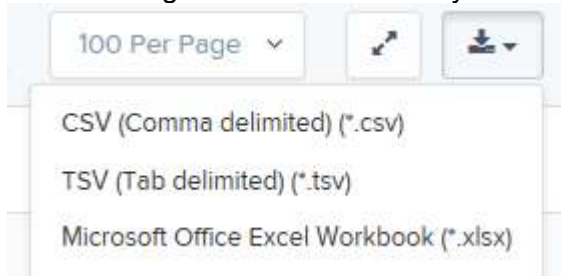 100 Per Page
CSV (Comma delimited) (*.csv)
TSV (Tab delimited) (*.tsv)
Microsoft Office Excel Workbook (*.xlsx)